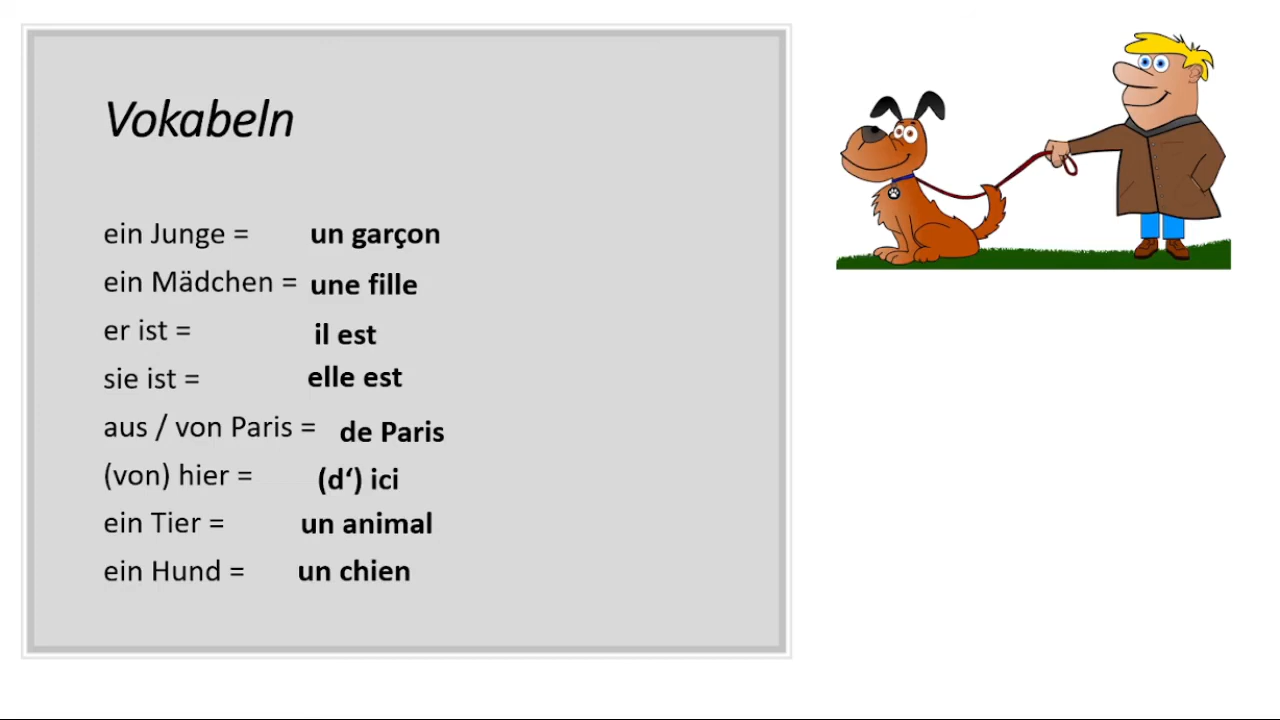 Vokabeln
ein Junge = un garçon
ein Mädchen = une fille
er ist = il est
sie ist = elle est
aus / von Paris = de Paris
(von) hier = (d‘) ici
ein Tier = un animal
ein Hund = un chien